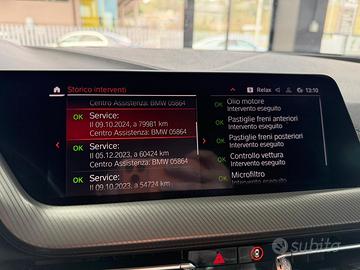 Storico interventi
Relax
13:10
Centro Assistenza: BMW 05864
OK Service:
Il 09.10.2024, a 79981 km
Centro Assistenza: BMW 05864
OK Service:
Il 05.12.2023, a 60424 km
Centro Assistenza: BMW 05864
OK Service:
Il 09.10.2023, a 54724 km
OK Olio motore
Intervento eseguito
OK Pastiglie freni anteriori
Intervento eseguito
OK Pastiglie freni posteriori
Intervento eseguito
OK Controllo vettura
Intervento eseguito
OK Microfiltro
Intervento eseguito
subito